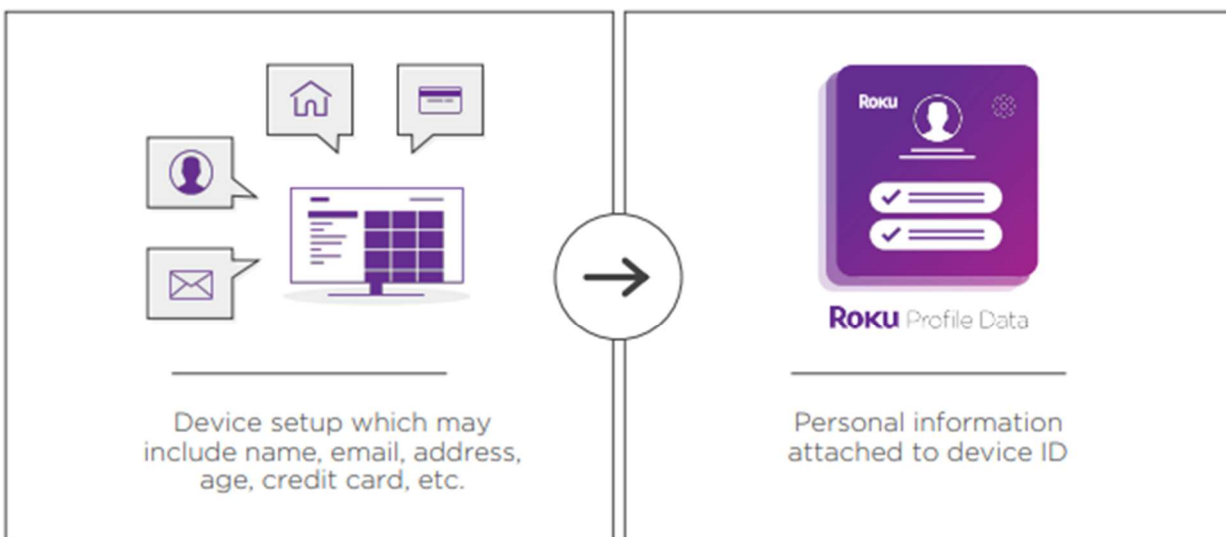 Roku
Roku Profile Data
Device setup which may
include name, email, address,
age, credit card, etc.
Personal information
attached to device ID